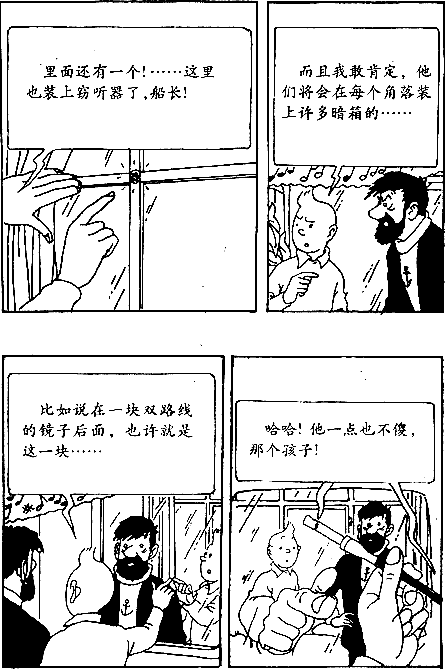 里面还有一个!……这里
也装上窃听器了,船长!
而且我敢肯定，他
们将会在每个角落装
上许多暗箱的……
比如说在一块双路线
的镜子后面，也许就是
这一块……
哈哈! 他一点也不傻，
那个孩子!